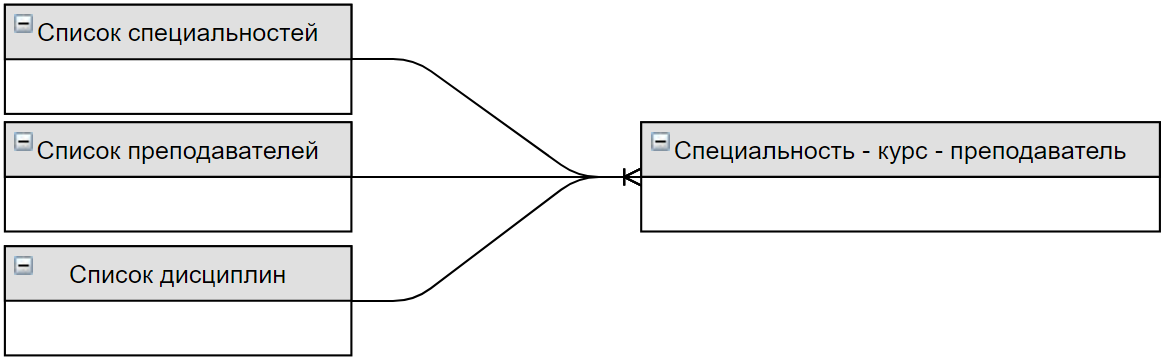 Список специальностей
Список преподавателей
Специальность - курс - преподаватель
Список дисциплин